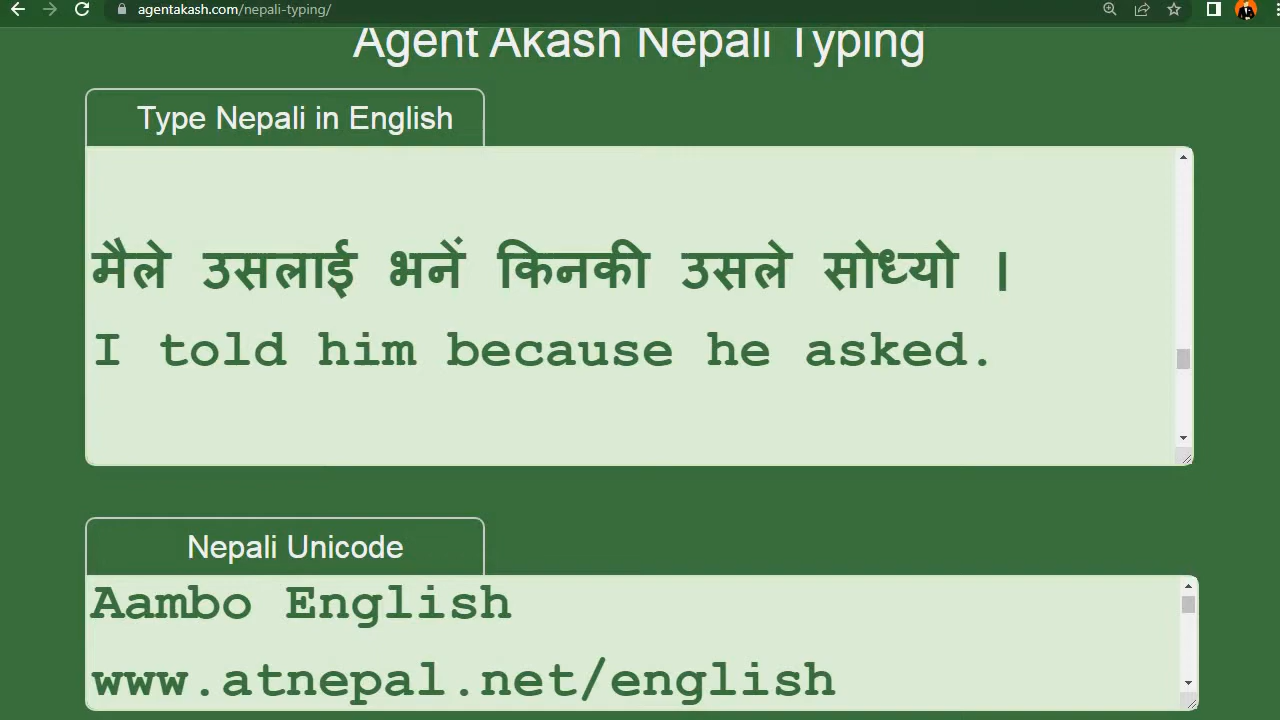 agentakash.com/nepali-typing/
Agent Akash Nepali Typing
Type Nepali in English
मैले उसलाई भनें किनकी उसले सोध्यो ।
I told him because he asked.
Nepali Unicode
Aambo English
www.atnepal.net/english